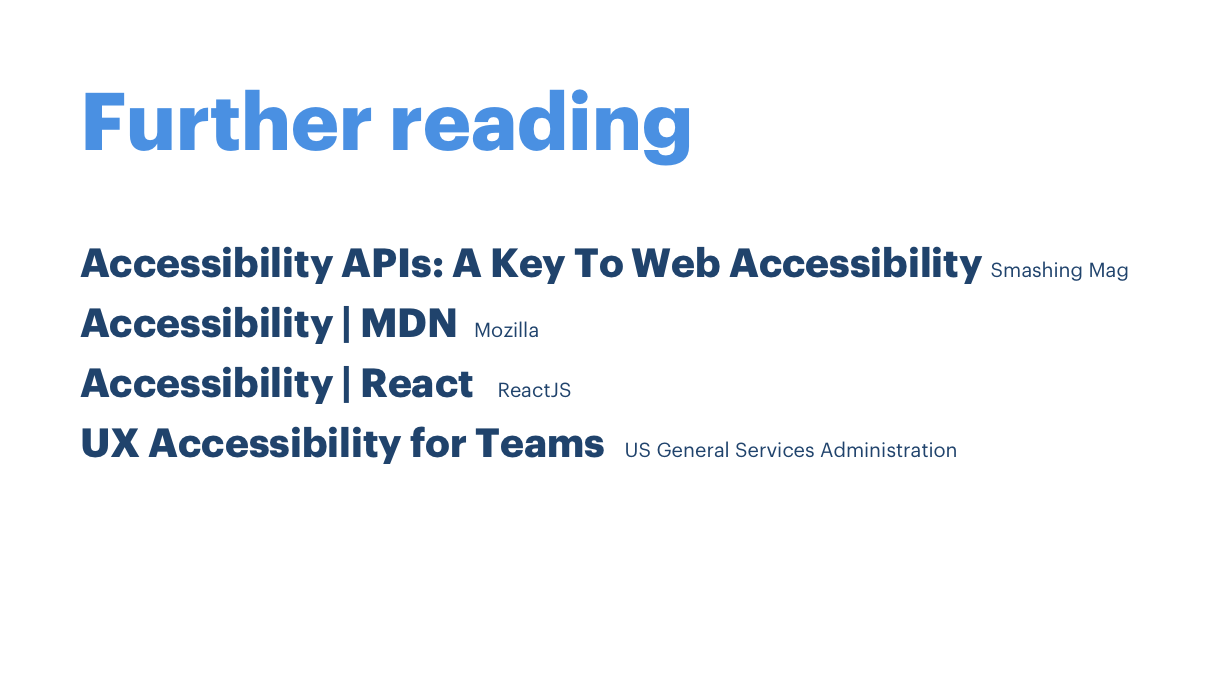 Further reading
Accessibility APIs: A Key To Web Accessibility Smashing Mag
Accessibility | MDN Mozilla
Accessibility | React ReactJS
UX Accessibility for Teams US General Services Administration